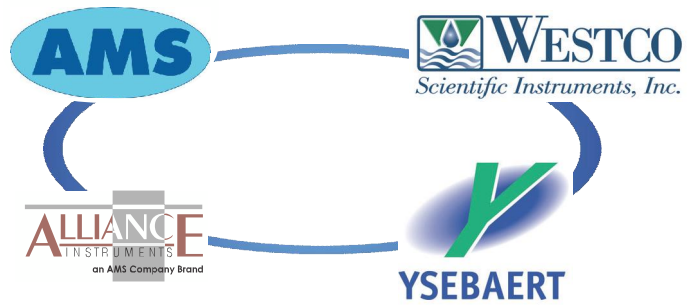 AMS
WESTCO
Scientific Instruments, Inc.
ALLIANCE
INSTRUMENTS
an AMS Company Brand
YSEBAERT